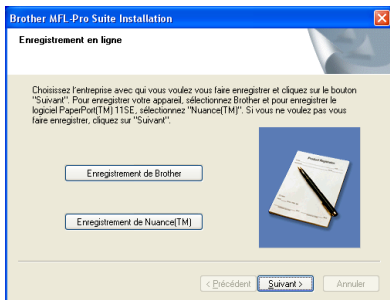 Brother MFL-Pro Suite Installation
Enregistrement en ligne
Choisissez l'entreprise avec qui vous voulez vous faire enregistrer et cliquez sur le bouton
"Suivant". Pour enregistrer votre appareil, sélectionnez Brother et pour enregistrer le
logiciel PaperPort(TM) 11SE, sélectionnez "Nuance(TM)". Si vous ne voulez pas vous
faire enregistrer, cliquez sur "Suivant".
Product Registration
Enregistrement de Brother
Enregistrement de Nuance(TM)
< Précédent
Suivant >
Annuler